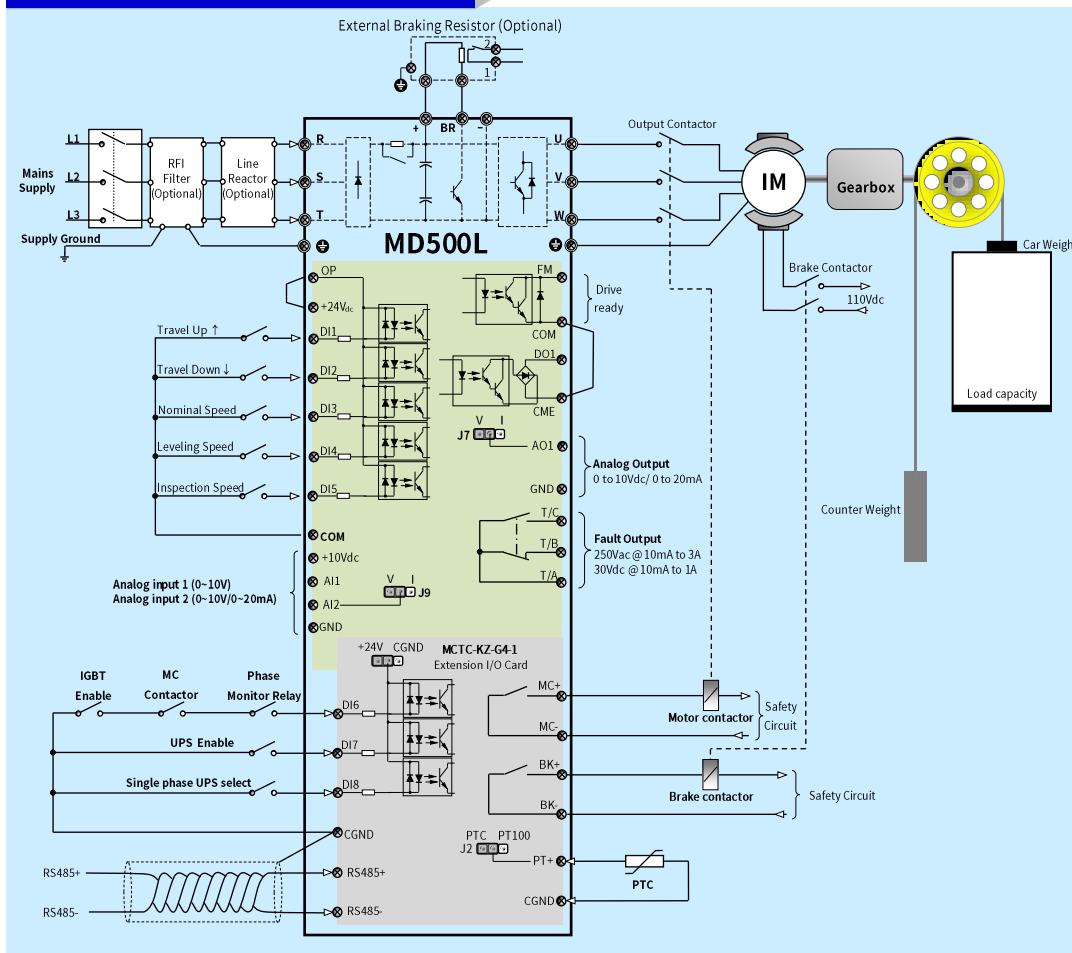 External Braking Resistor (Optional)
2
1
+
BR
−
L1
L2
L3
Mains
Supply
Supply Ground
RFI
Filter
(Optional)
Line
Reactor
(Optional)
R
S
T
U
V
W
MD500L
Output Contactor
IM
Gearbox
Car Weigh
Brake Contactor
110Vdc
Load capacity
Counter Weight
OP
+24Vdc
DI1
DI2
DI3
DI4
DI5
COM
+10Vdc
AI1
AI2
GND
Travel Up ↑
Travel Down ↓
Nominal Speed
Leveling Speed
Inspection Speed
Analog input 1 (0~10V)
Analog input 2 (0~10V/0~20mA)
V I
J9
FM
COM
Drive
ready
DO1
CME
V I
J7
AO1
GND
Analog Output
0 to 10Vdc/ 0 to 20mA
T/C
T/B
T/A
Fault Output
250Vac @ 10mA to 3A
30Vdc @ 10mA to 1A
+24V CGND
MCTC-KZ-G4-1
Extension I/O Card
IGBT
Enable
MC
Contactor
Phase
Monitor Relay
UPS Enable
Single phase UPS select
DI6
DI7
DI8
CGND
RS485+
RS485-
RS485+
RS485-
MC+
MC-
Motor contactor
Safety
Circuit
BK+
BK-
Brake contactor
Safety Circuit
PTC PT100
J2
PT+
CGND
PTC